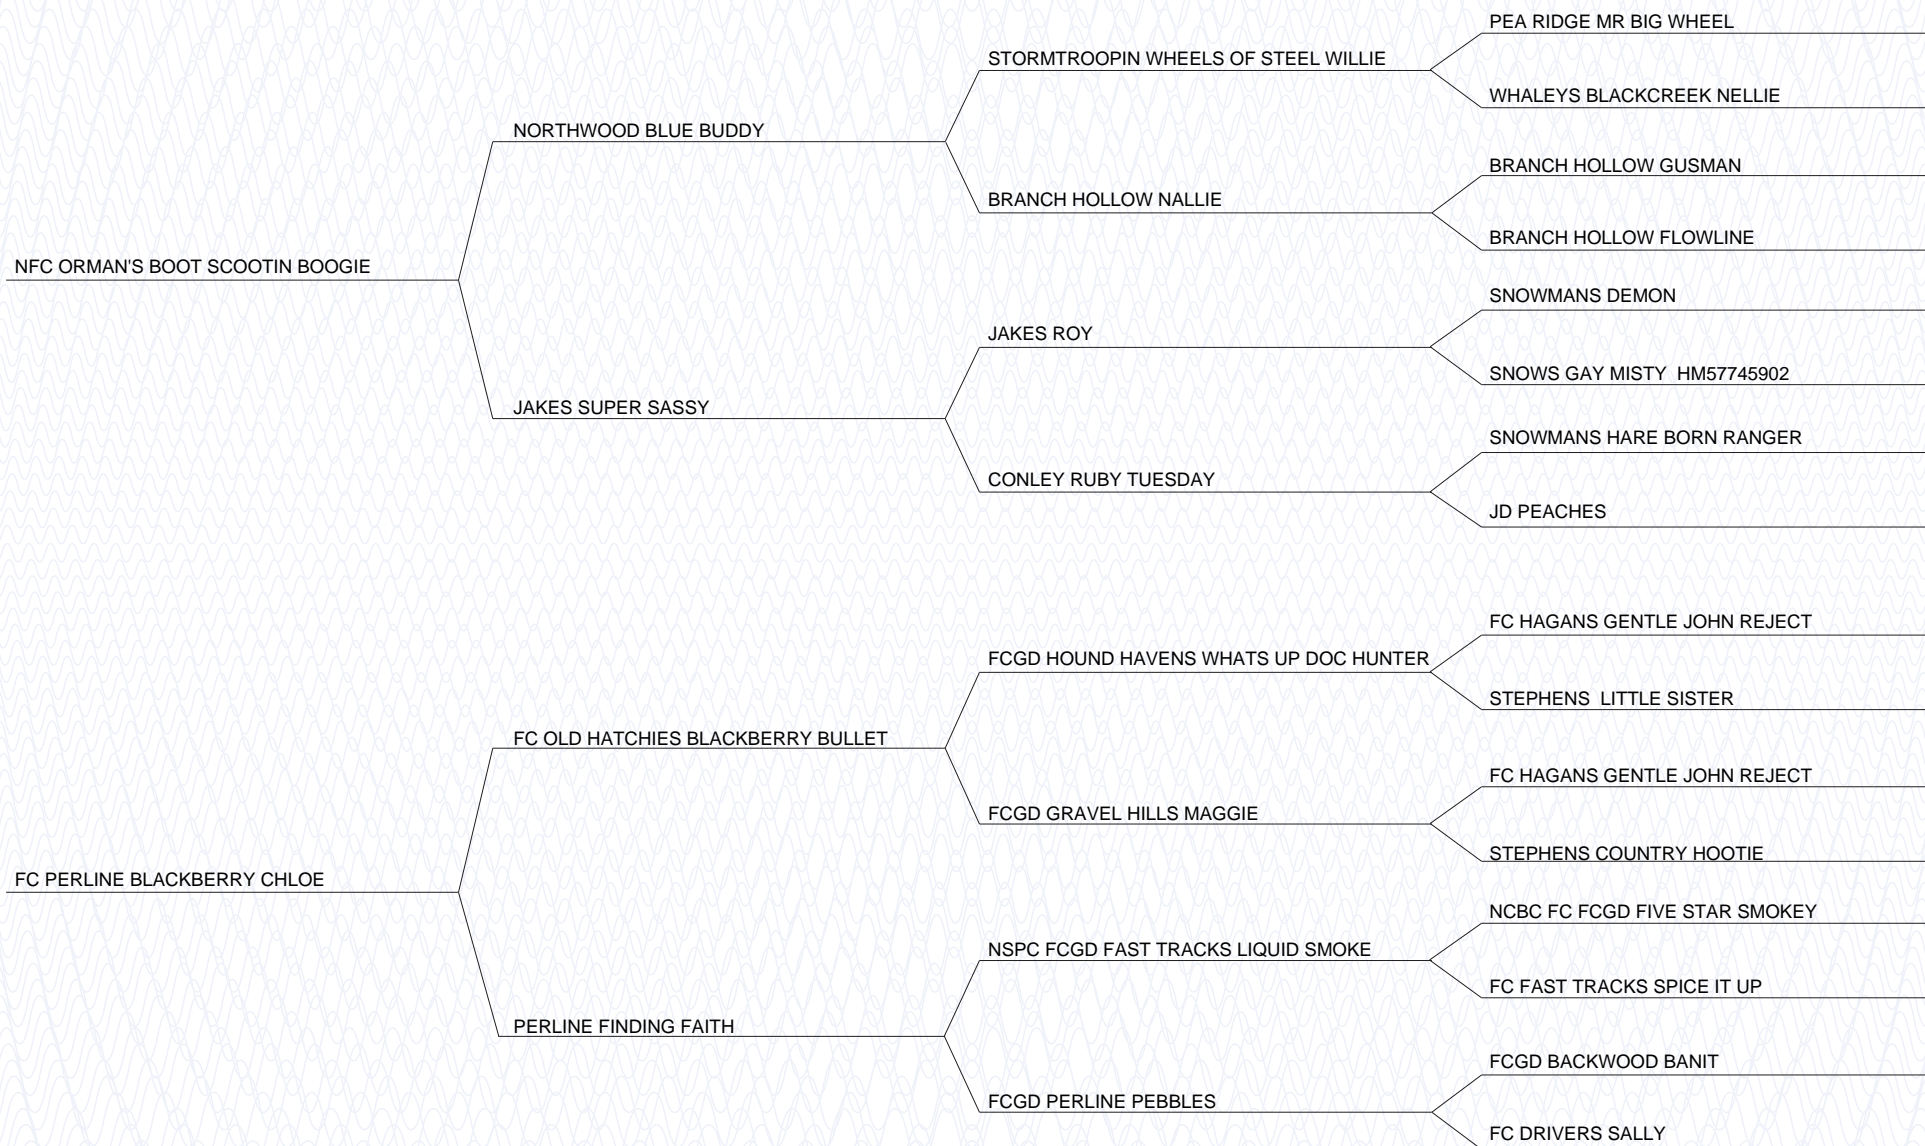 PEA RIDGE MR BIG WHEEL
STORMTROOPIN WHEELS OF STEEL WILLIE
WHALEYS BLACKCREEK NELLIE
NORTHWOOD BLUE BUDDY
BRANCH HOLLOW GUSMAN
BRANCH HOLLOW NALLIE
BRANCH HOLLOW FLOWLINE
NFC ORMAN'S BOOT SCOOTIN BOOGIE
SNOWMANS DEMON
JAKES ROY
SNOWS GAY MISTY  HM57745902
JAKES SUPER SASSY
SNOWMANS HARE BORN RANGER
CONLEY RUBY TUESDAY
JD PEACHES
FC HAGANS GENTLE JOHN REJECT
FCGD HOUND HAVENS WHATS UP DOC HUNTER
STEPHENS  LITTLE SISTER
FC OLD HATCHIES BLACKBERRY BULLET
FC HAGANS GENTLE JOHN REJECT
FCGD GRAVEL HILLS MAGGIE
STEPHENS COUNTRY HOOTIE
FC PERLINE BLACKBERRY CHLOE
NCBC FC FCGD FIVE STAR SMOKEY
NSPC FCGD FAST TRACKS LIQUID SMOKE
FC FAST TRACKS SPICE IT UP
PERLINE FINDING FAITH
FCGD BACKWOOD BANIT
FCGD PERLINE PEBBLES
FC DRIVERS SALLY